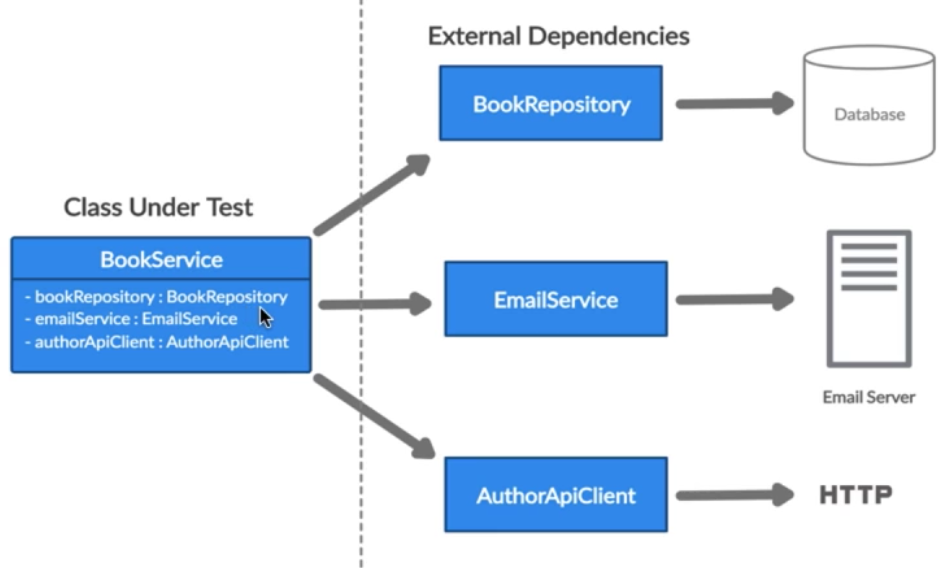 External Dependencies
BookRepository
Database
Class Under Test
BookService
- bookRepository : BookRepository
- emailService : EmailService
- authorApiClient : AuthorApiClient
EmailService
Email Server
AuthorApiClient
HTTP